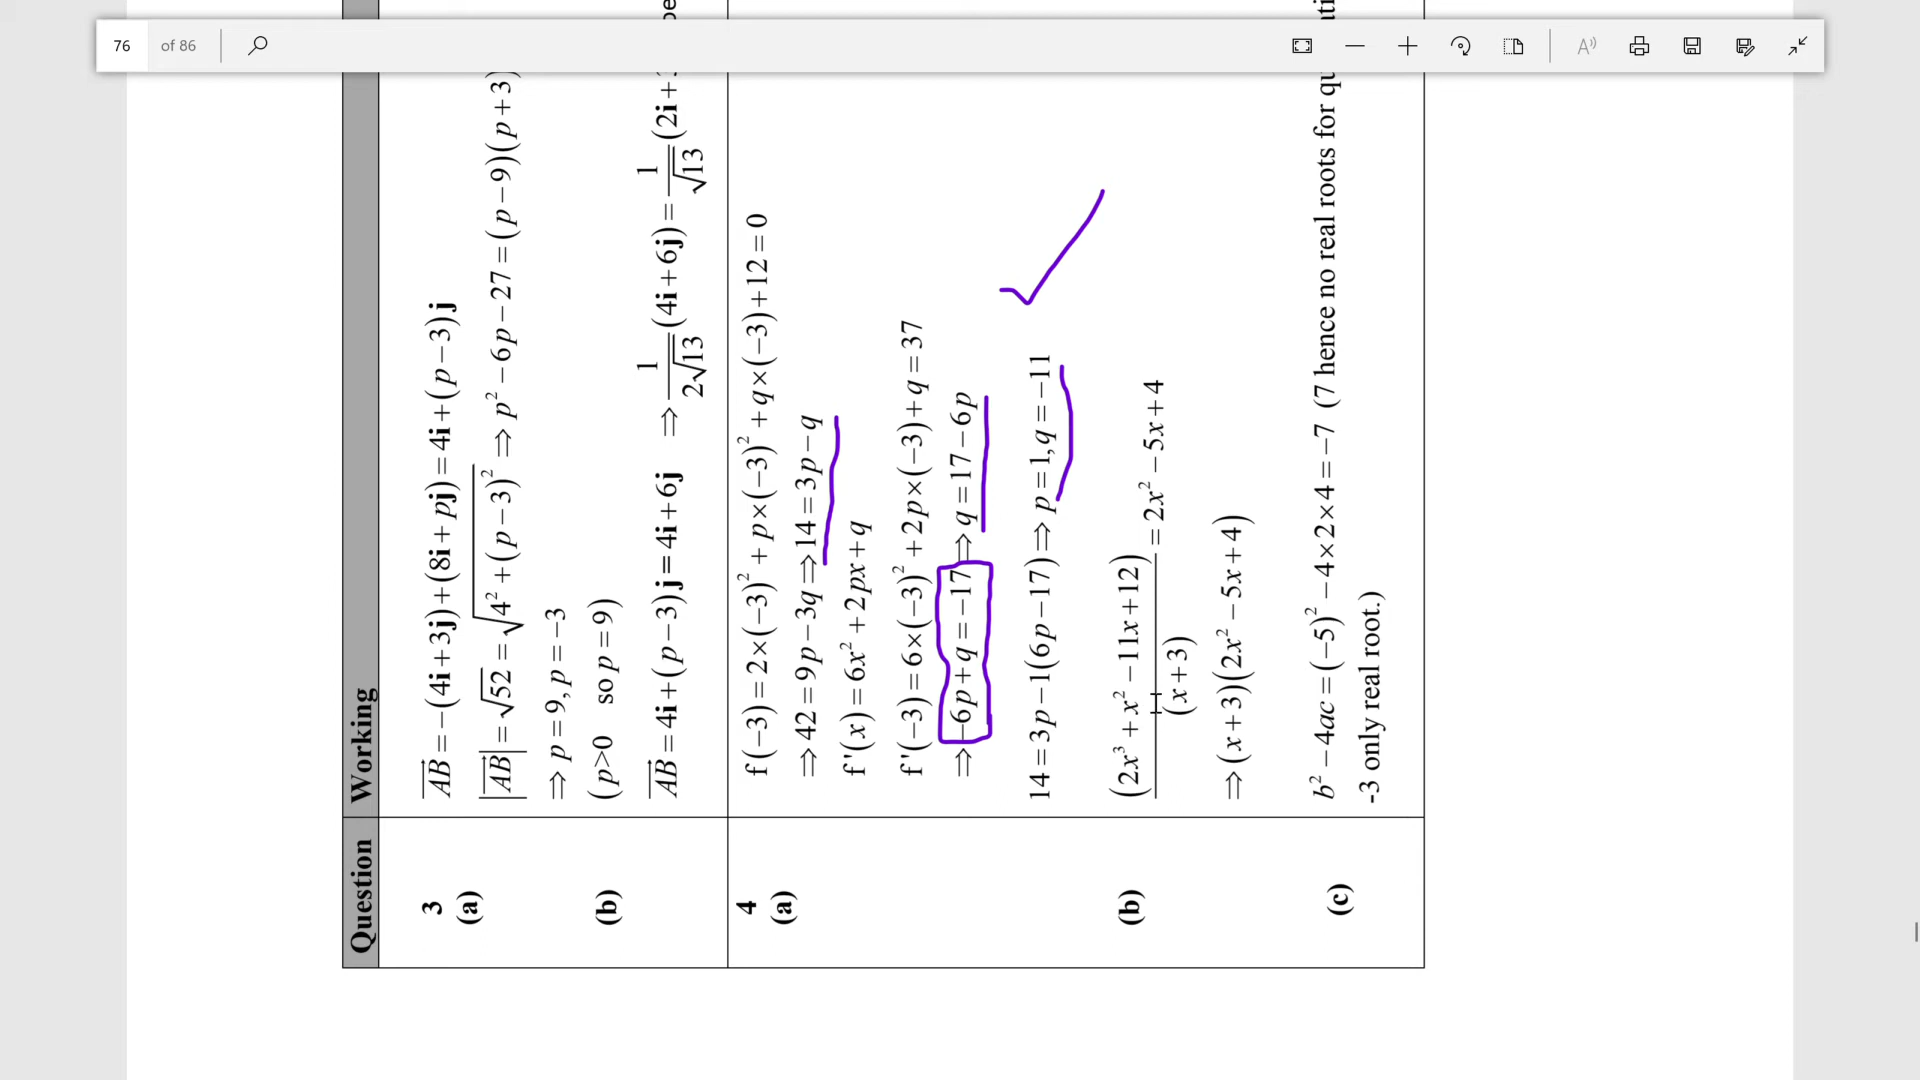 76 of 86
Question Working
3
(a)
AB = −(4i + 3j) + (8i + pj) = 4i + (p − 3)j
|AB| = √52 = √4² + (p − 3)² ⇒ p² − 6p − 27 = (p − 9)(p + 3)
⇒ p = 9, p = −3
(b)
(p>0 so p = 9)
AB = 4i + (p − 3)j = 4i + 6j ⇒ 1/2√13 (4i + 6j) = 1/√13 (2i +
4
(a)
f(−3) = 2×(−3)² + p×(−3)² + q×(−3) + 12 = 0
⇒ 42 = 9p − 3q ⇒ 14 = 3p − q
f'(x) = 6x² + 2px + q
f'(−3) = 6×(−3)² + 2p×(−3) + q = 37
⇒ −6p + q = −17 ⇒ q = 17 − 6p
14 = 3p − 1(6p − 17) ⇒ p = 1, q = −11
(b)
(2x³ + x² − 11x + 12)/(x + 3) = 2x² − 5x + 4
⇒ (x + 3)(2x² − 5x + 4)
(c)
b² − 4ac = (−5)² − 4×2×4 = −7 (7 hence no real roots for
-3 only real root.)